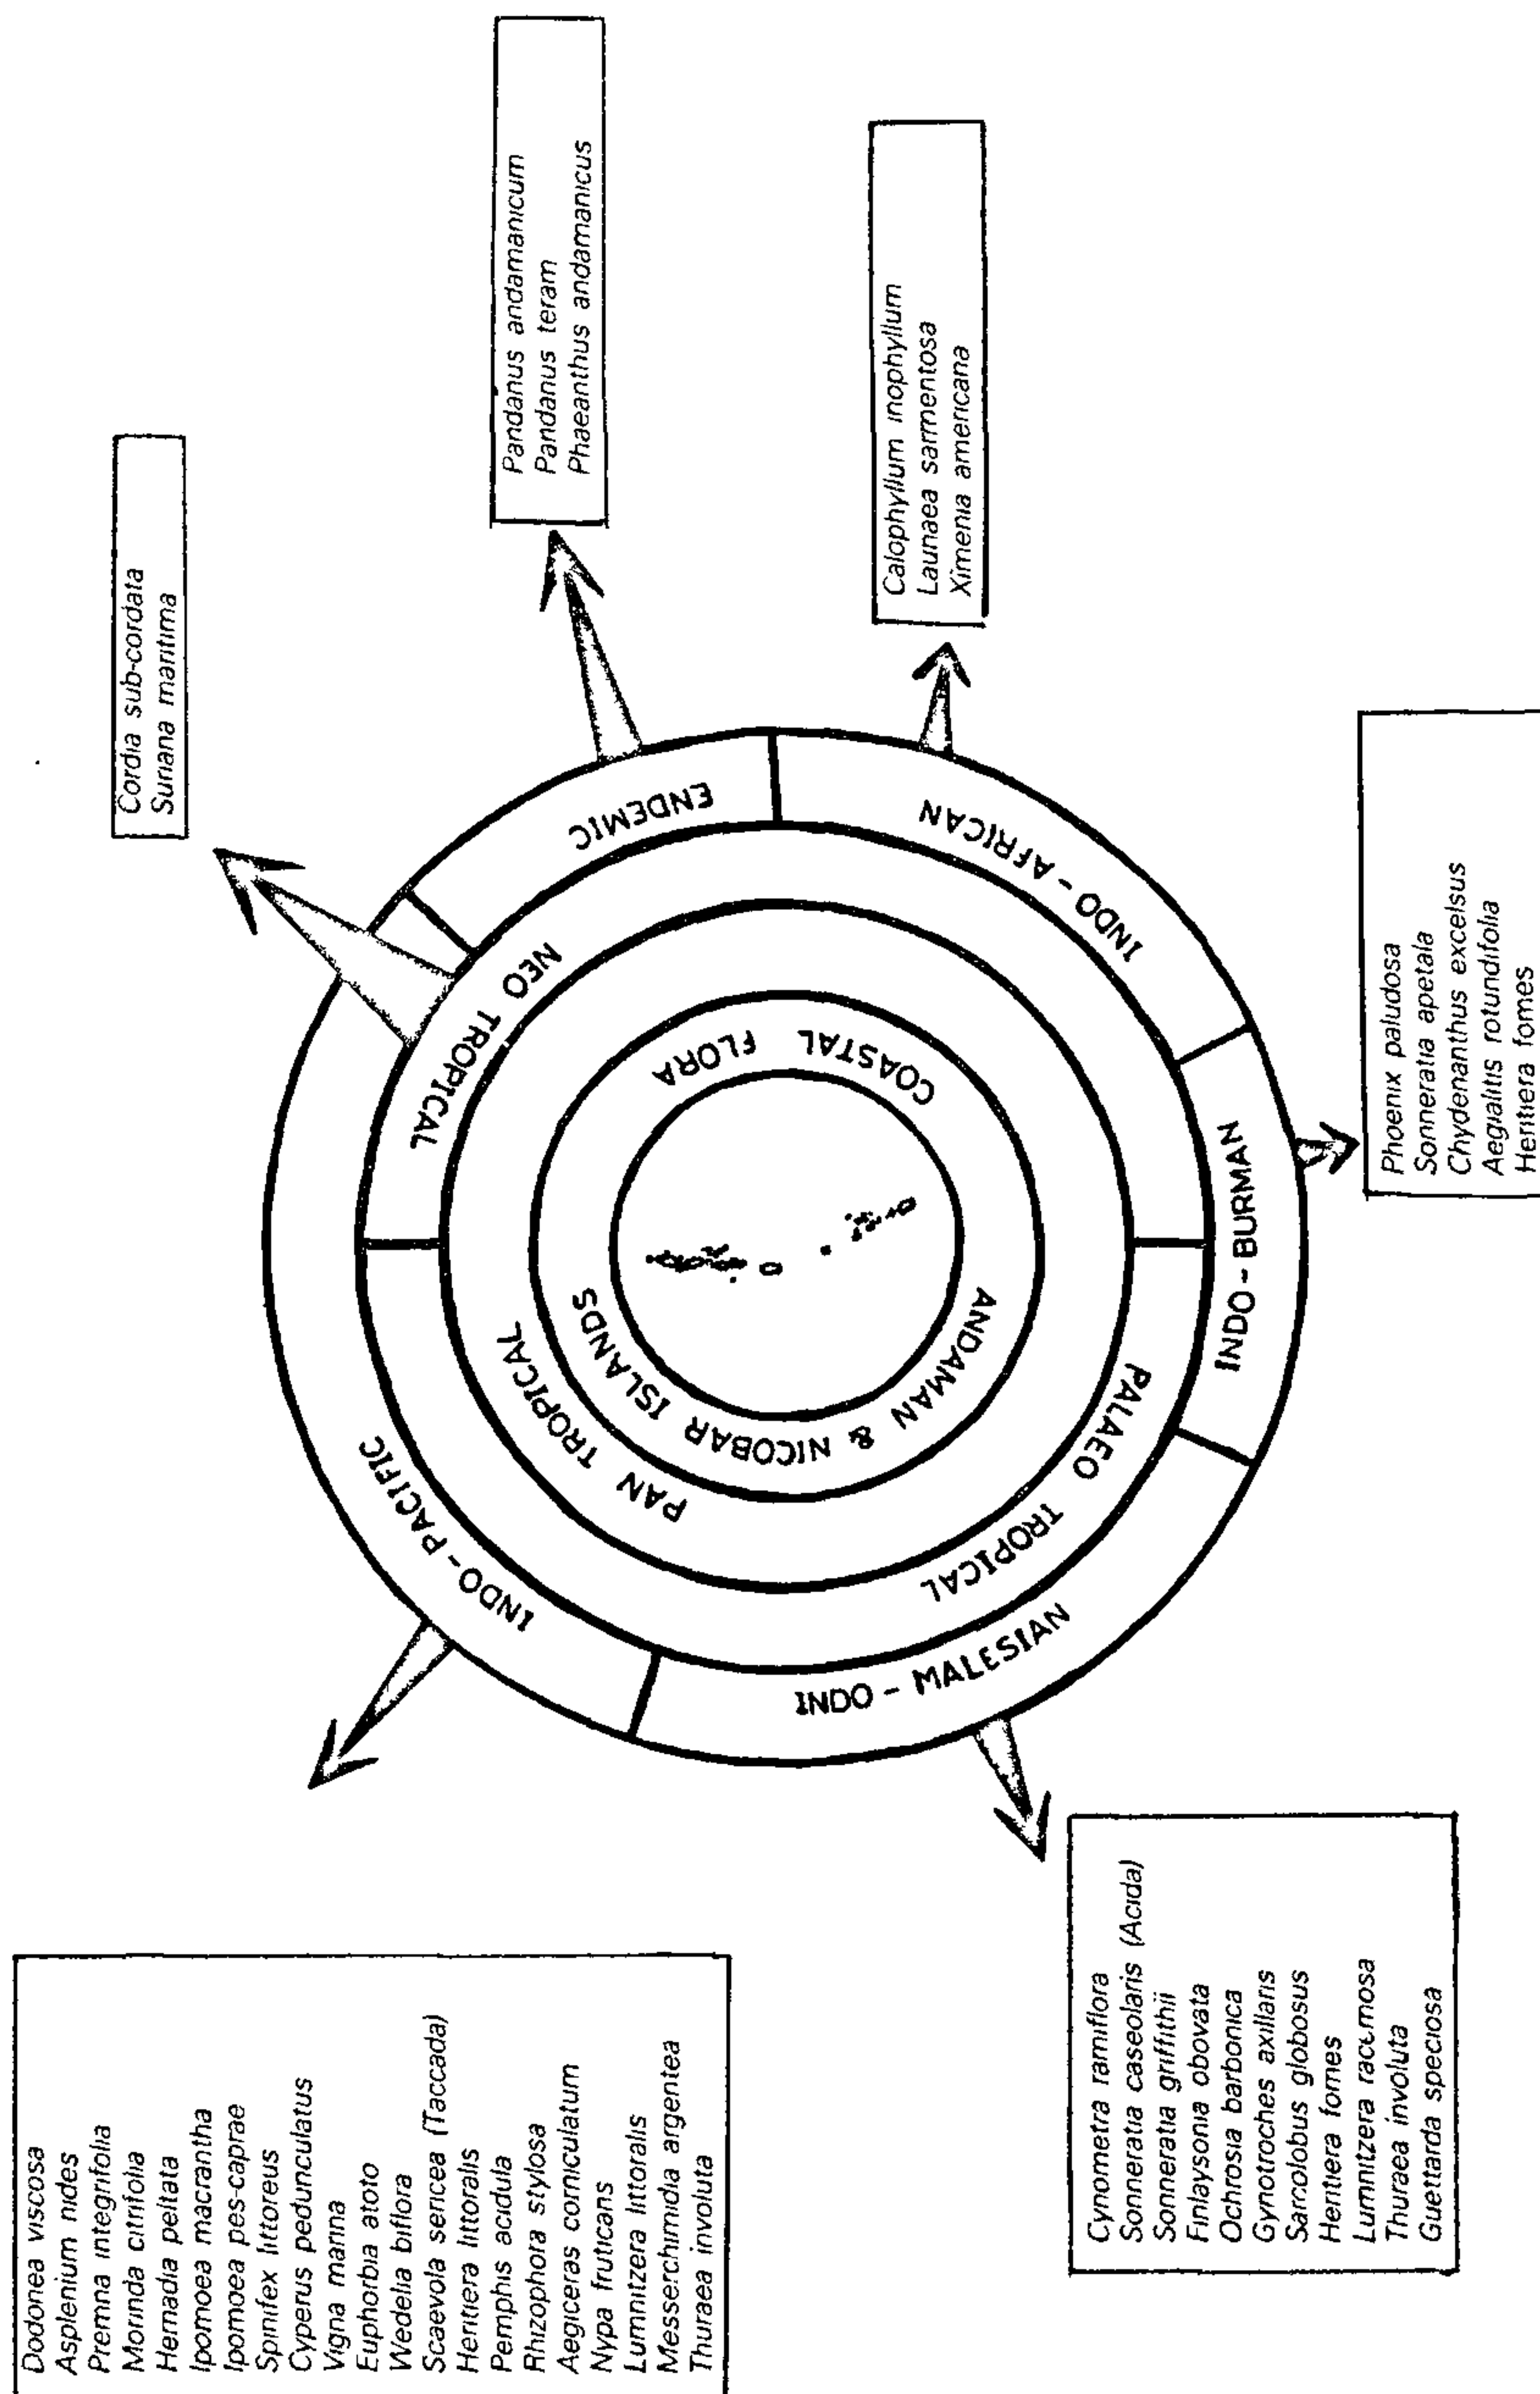 Dodonea viscosa
Asplenium nides
Premna integrifolia
Morinda citrifolia
Hernadia peltata
Ipomoea macrantha
Ipomoea pes-caprae
Spinifex littoreus
Cyperus pedunculatus
Vigna marina
Euphorbia atoto
Wedelia biflora
Scaevola sericea (Taccada)
Heritiera littoralis
Pemphis acidula
Rhizophora stylosa
Aegiceras corniculatum
Nypa fruticans
Lumnitzera littoralis
Messerchimidia argentea
Thuraea involuta
Cordia sub-cordata
Suriana maritima
Pandanus andamanicum
Pandanus teram
Phaeanthus andamanicus
Calophyllum inophyllum
Launaea sarmentosa
Ximenia americana
Phoenix paludosa
Sonneratia apetala
Chydenanthus excelsus
Aegialitis rotundifolia
Heritiera fomes
Cynometra ramiflora
Sonneratia caseolaris (Acida)
Sonneratia griffithii
Finlaysonia obovata
Ochrosia barbonica
Gynotroches axillaris
Sarcolobus globosus
Heritiera fomes
Lumnitzera racemosa
Thuraea involuta
Guettarda speciosa
INDO - PACIFIC
ENDEMIC
INDO - AFRICAN
INDO - BURMAN
INDO - MALESIAN
NEO TROPICAL
PALAEO TROPICAL
PAN TROPICAL
COASTAL FLORA
ANDAMAN & NICOBAR ISLANDS